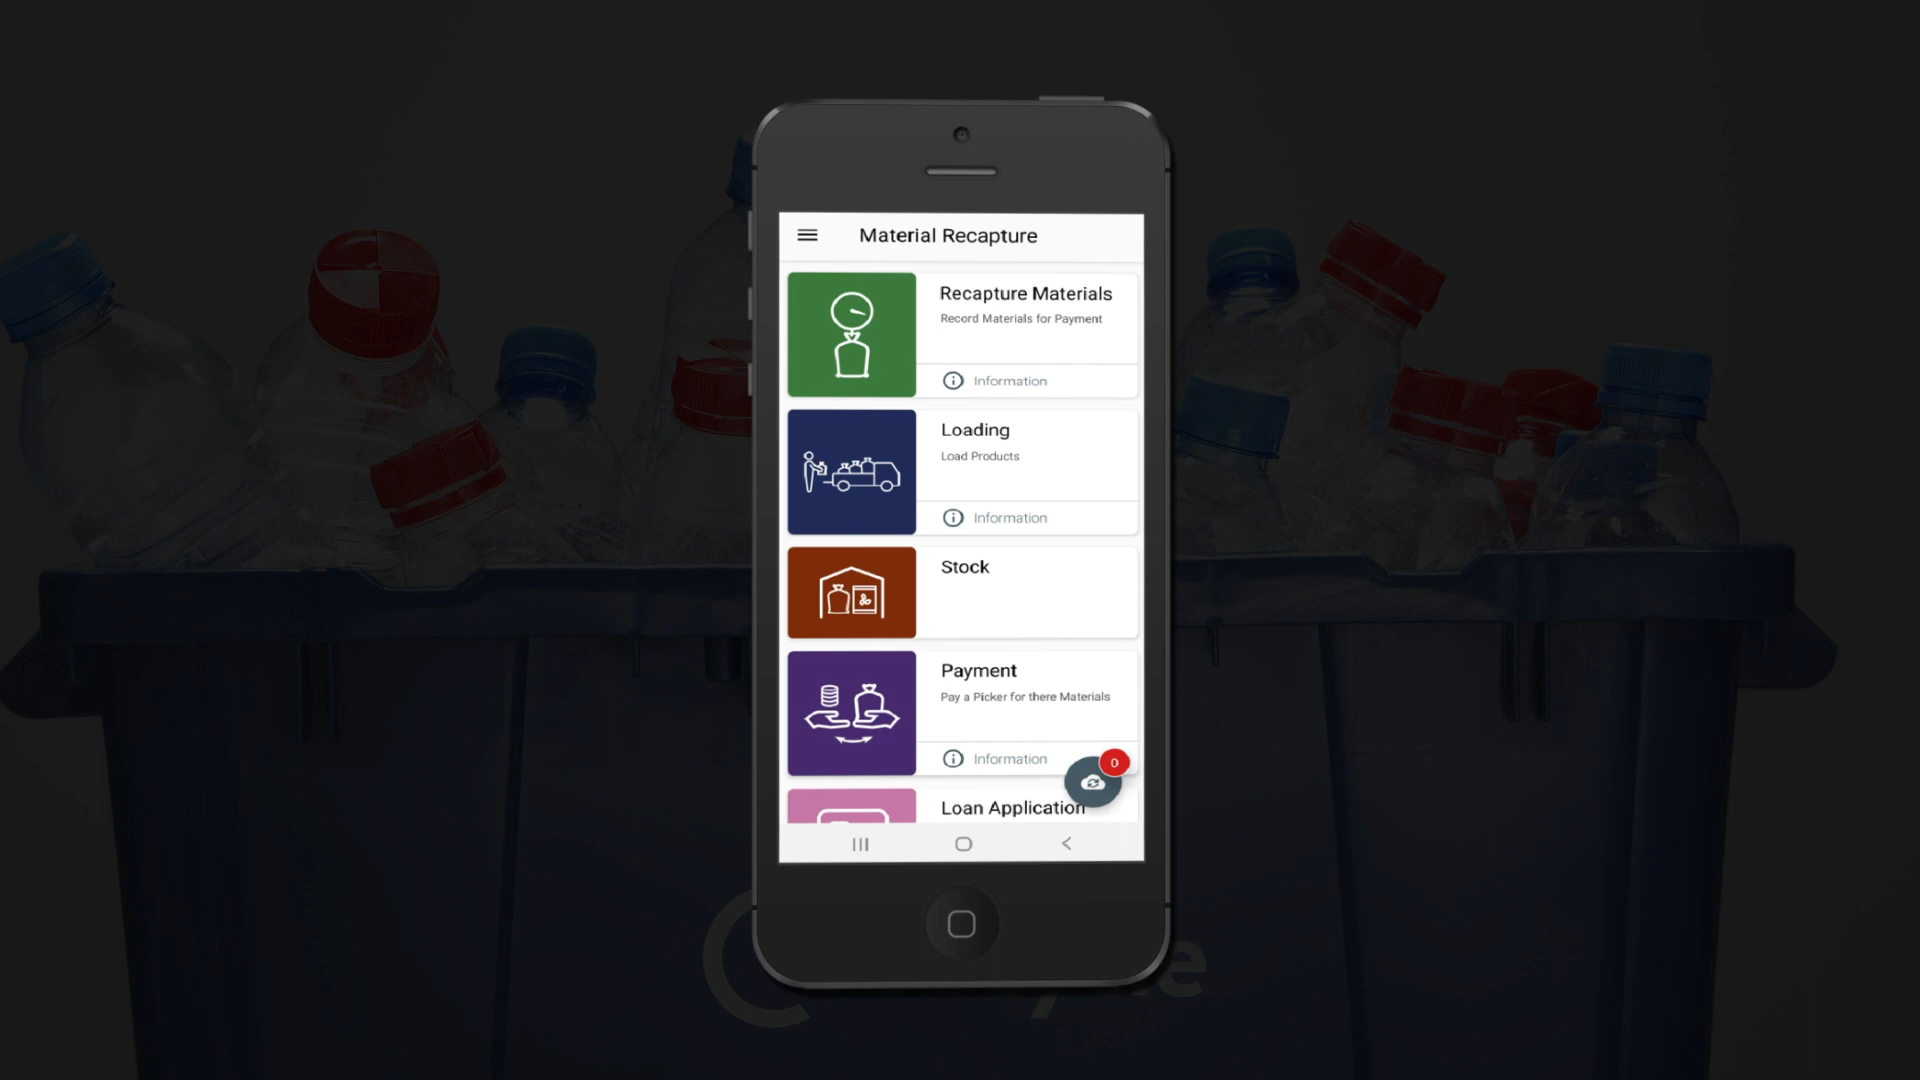 Material Recapture
Recapture Materials
Record Materials for Payment
Information
Loading
Load Products
Information
Stock
Payment
Pay a Picker for there Materials
Information
0
Loan Application